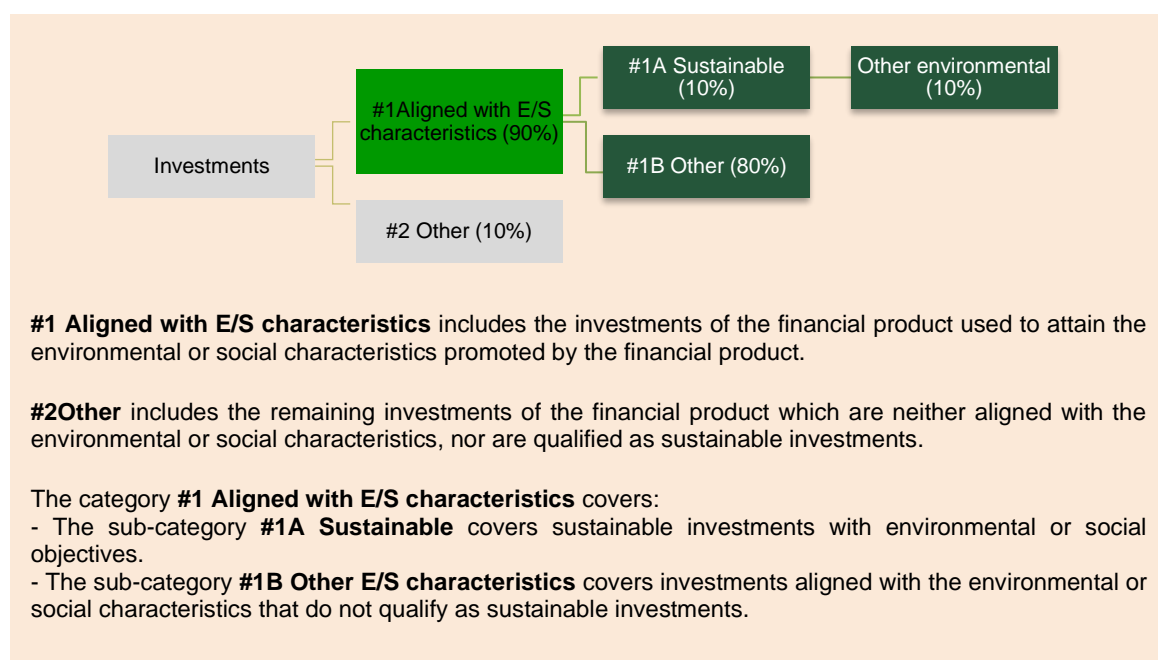 #1A Sustainable
(10%)
Other environmental
(10%)
#1Aligned with E/S
characteristics (90%)
Investments
#1B Other (80%)
#2 Other (10%)
#1 Aligned with E/S characteristics includes the investments of the financial product used to attain the
environmental or social characteristics promoted by the financial product.
#2Other includes the remaining investments of the financial product which are neither aligned with the
environmental or social characteristics, nor are qualified as sustainable investments.
The category #1 Aligned with E/S characteristics covers:
- The sub-category #1A Sustainable covers sustainable investments with environmental or social
objectives.
- The sub-category #1B Other E/S characteristics covers investments aligned with the environmental or
social characteristics that do not qualify as sustainable investments.